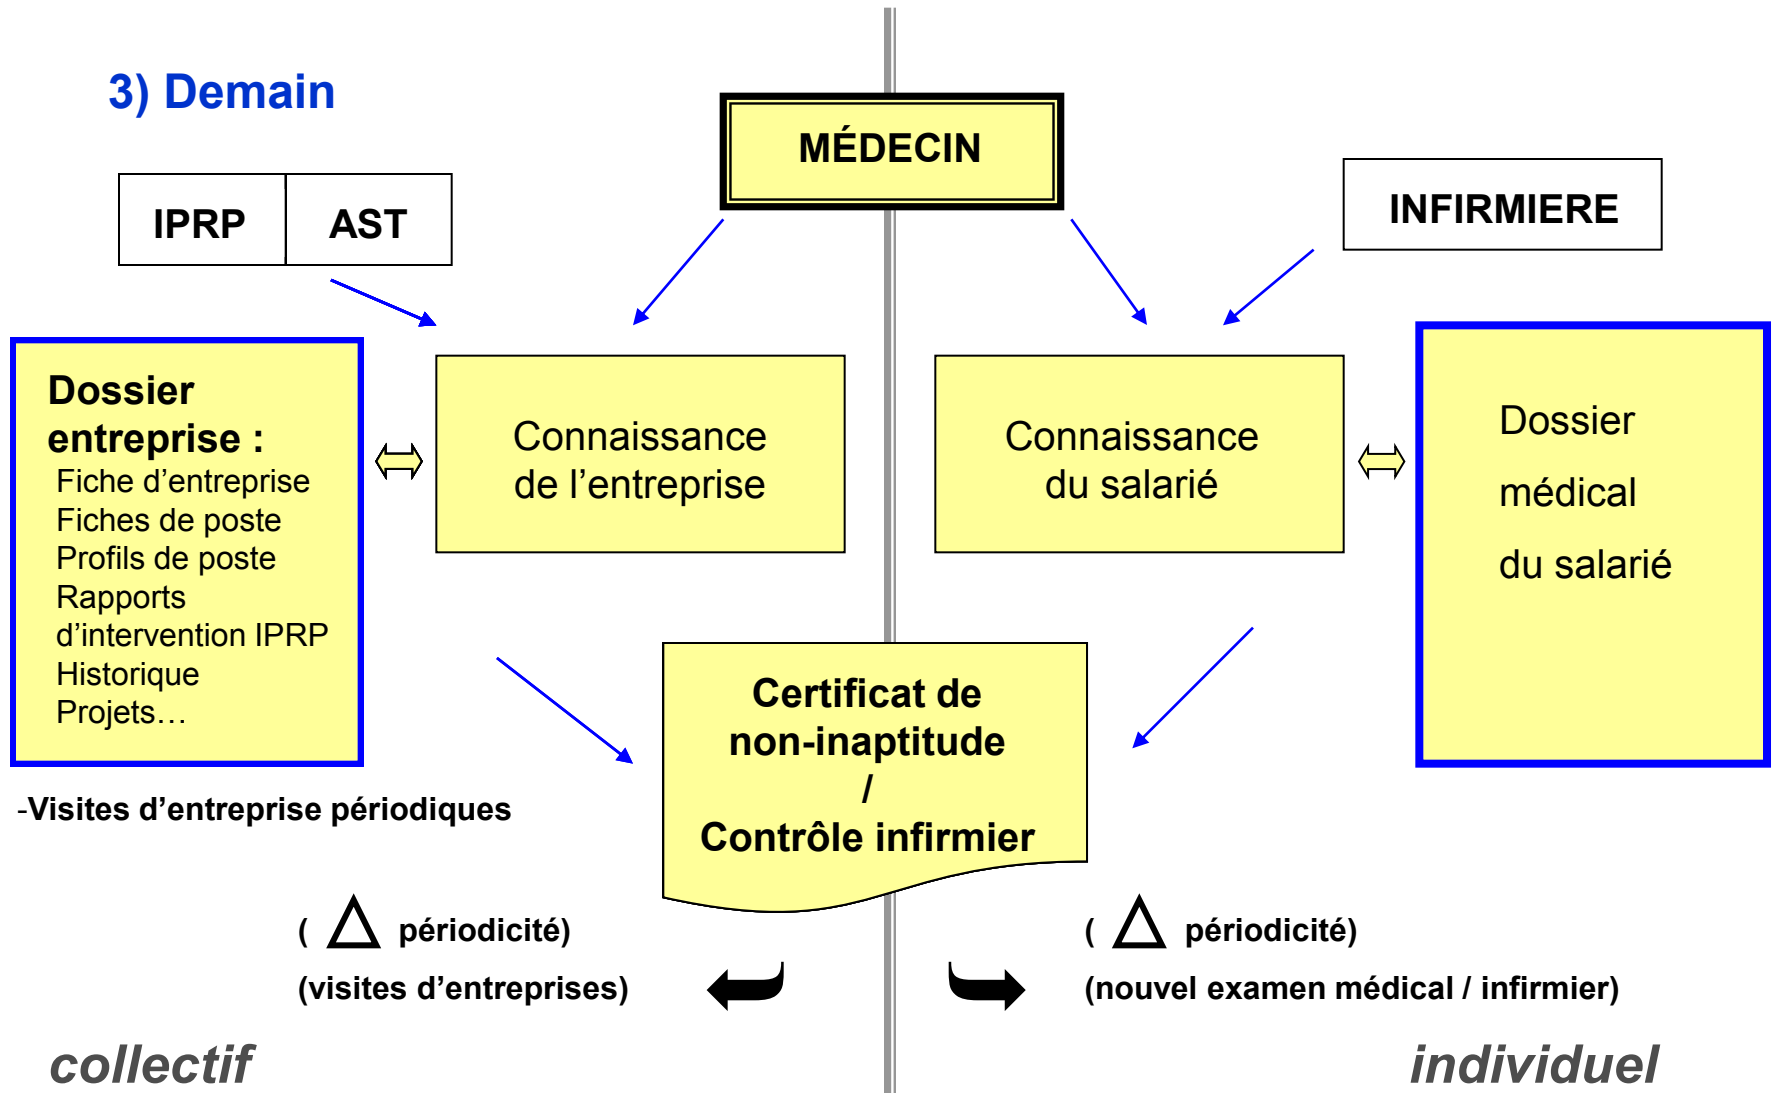 3) Demain
MÉDECIN
IPRP
AST
INFIRMIERE
Dossier
entreprise :
Fiche d’entreprise
Fiches de poste
Profils de poste
Rapports
d’intervention IPRP
Historique
Projets…
Connaissance
de l’entreprise
Connaissance
du salarié
Dossier
médical
du salarié
Certificat de
non-inaptitude
/
Contrôle infirmier
-Visites d’entreprise périodiques
( périodicité)
(visites d’entreprises)
( périodicité)
(nouvel examen médical / infirmier)
collectif
individuel